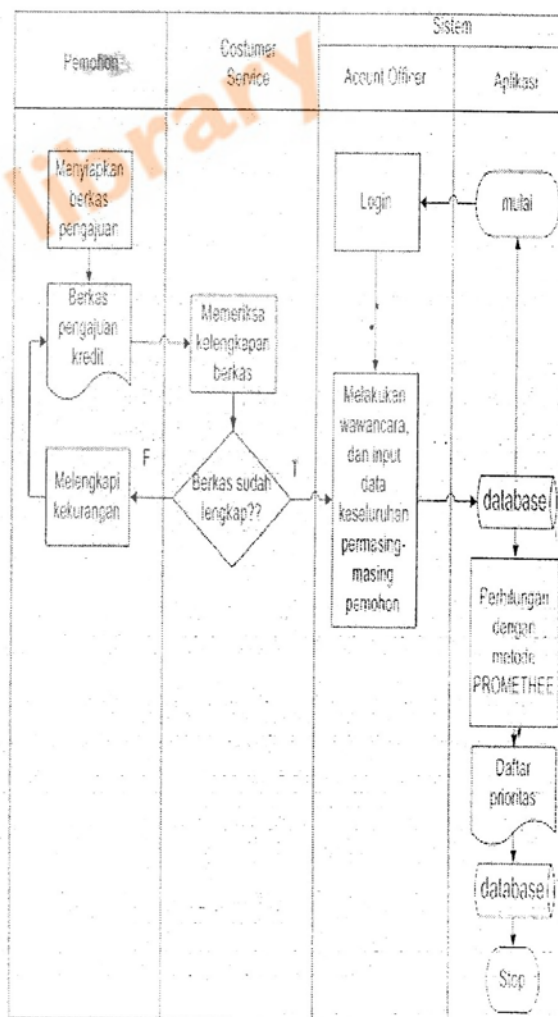 Sistem
Pemohon
Costumer
Service
Acount Officer
Aplikasi
library
Menyiapkan
berkas
pengajuan
Berkas
pengajuan
kredit
Melengkapi
kekurangan
Memeriksa
kelengkapan
berkas
F
Berkas sudah
lengkap??
T
Login
Melakukan
wawancara,
dan input
data
keseluruhan
permasing-
masing
pemohon
mulai
database
Perhitungan
dengan
metode
PROMETHEE
Daftar
prioritas
database
Stop